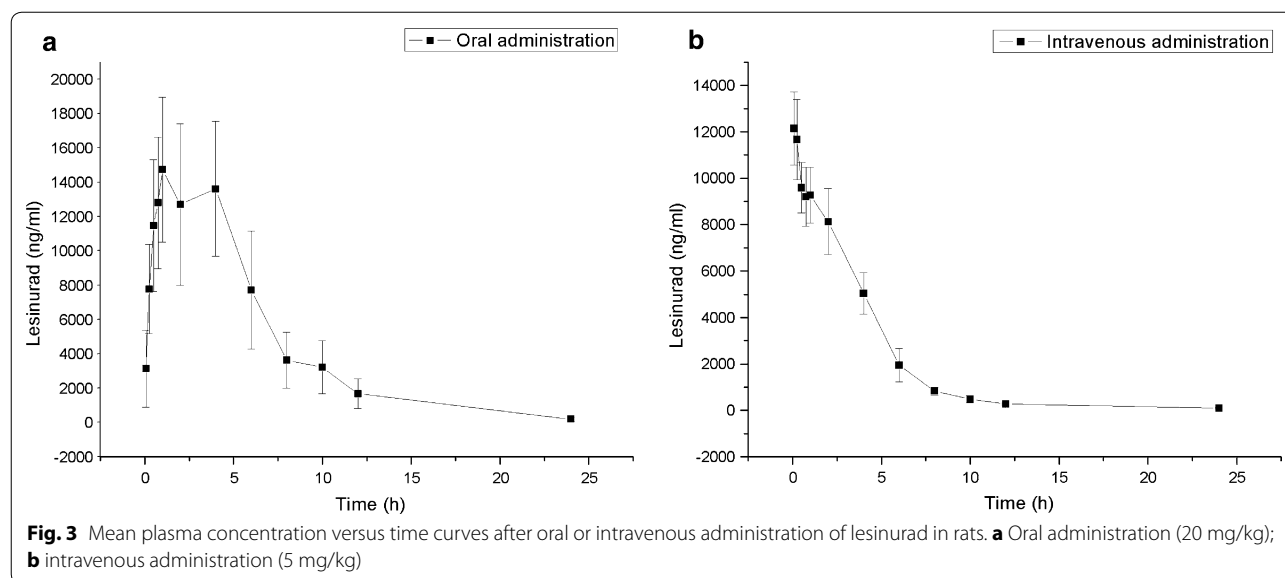 a
Oral administration
20000
18000
16000
14000
12000
10000
8000
6000
4000
2000
0
-2000
Lesinurad (ng/ml)
0 5 10 15 20 25
Time (h)
b
Intravenous administration
14000
12000
10000
8000
6000
4000
2000
0
-2000
Lesinurad (ng/ml)
0 5 10 15 20 25
Time (h)
Fig. 3 Mean plasma concentration versus time curves after oral or intravenous administration of lesinurad in rats. a Oral administration (20 mg/kg);
b intravenous administration (5 mg/kg)